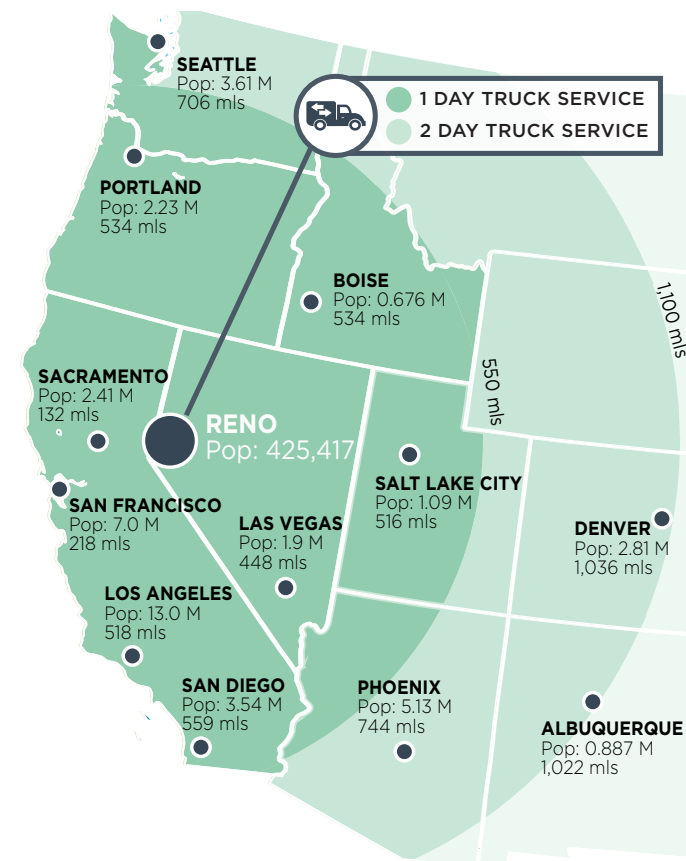 SEATTLE
Pop: 3.61 M
706 mls
1 DAY TRUCK SERVICE
2 DAY TRUCK SERVICE
PORTLAND
Pop: 2.23 M
534 mls
BOISE
Pop: 0.676 M
534 mls
1,100 mls
550 mls
SACRAMENTO
Pop: 2.41 M
132 mls
RENO
Pop: 425,417
SALT LAKE CITY
Pop: 1.09 M
516 mls
SAN FRANCISCO
Pop: 7.0 M
218 mls
LAS VEGAS
Pop: 1.9 M
448 mls
DENVER
Pop: 2.81 M
1,036 mls
LOS ANGELES
Pop: 13.0 M
518 mls
SAN DIEGO
Pop: 3.54 M
559 mls
PHOENIX
Pop: 5.13 M
744 mls
ALBUQUERQUE
Pop: 0.887 M
1,022 mls